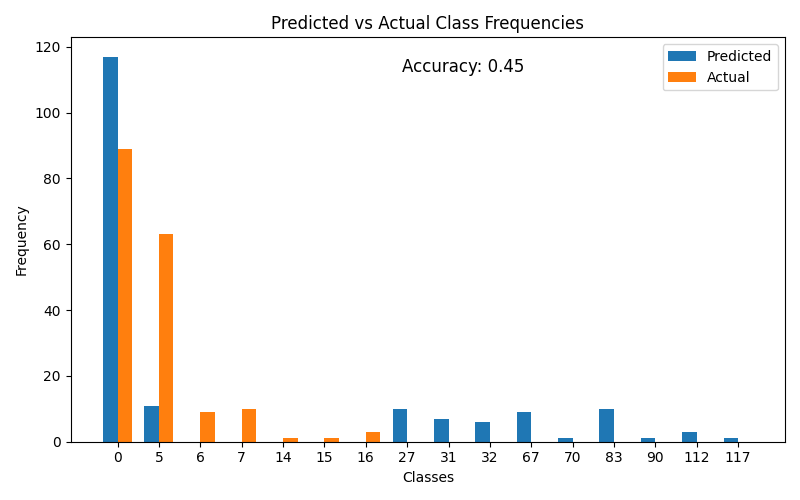 Predicted vs Actual Class Frequencies
Accuracy: 0.45
Predicted
Actual
Frequency
120
100
80
60
40
20
0
0 5 6 7 14 15 16 27 31 32 67 70 83 90 112 117
Classes